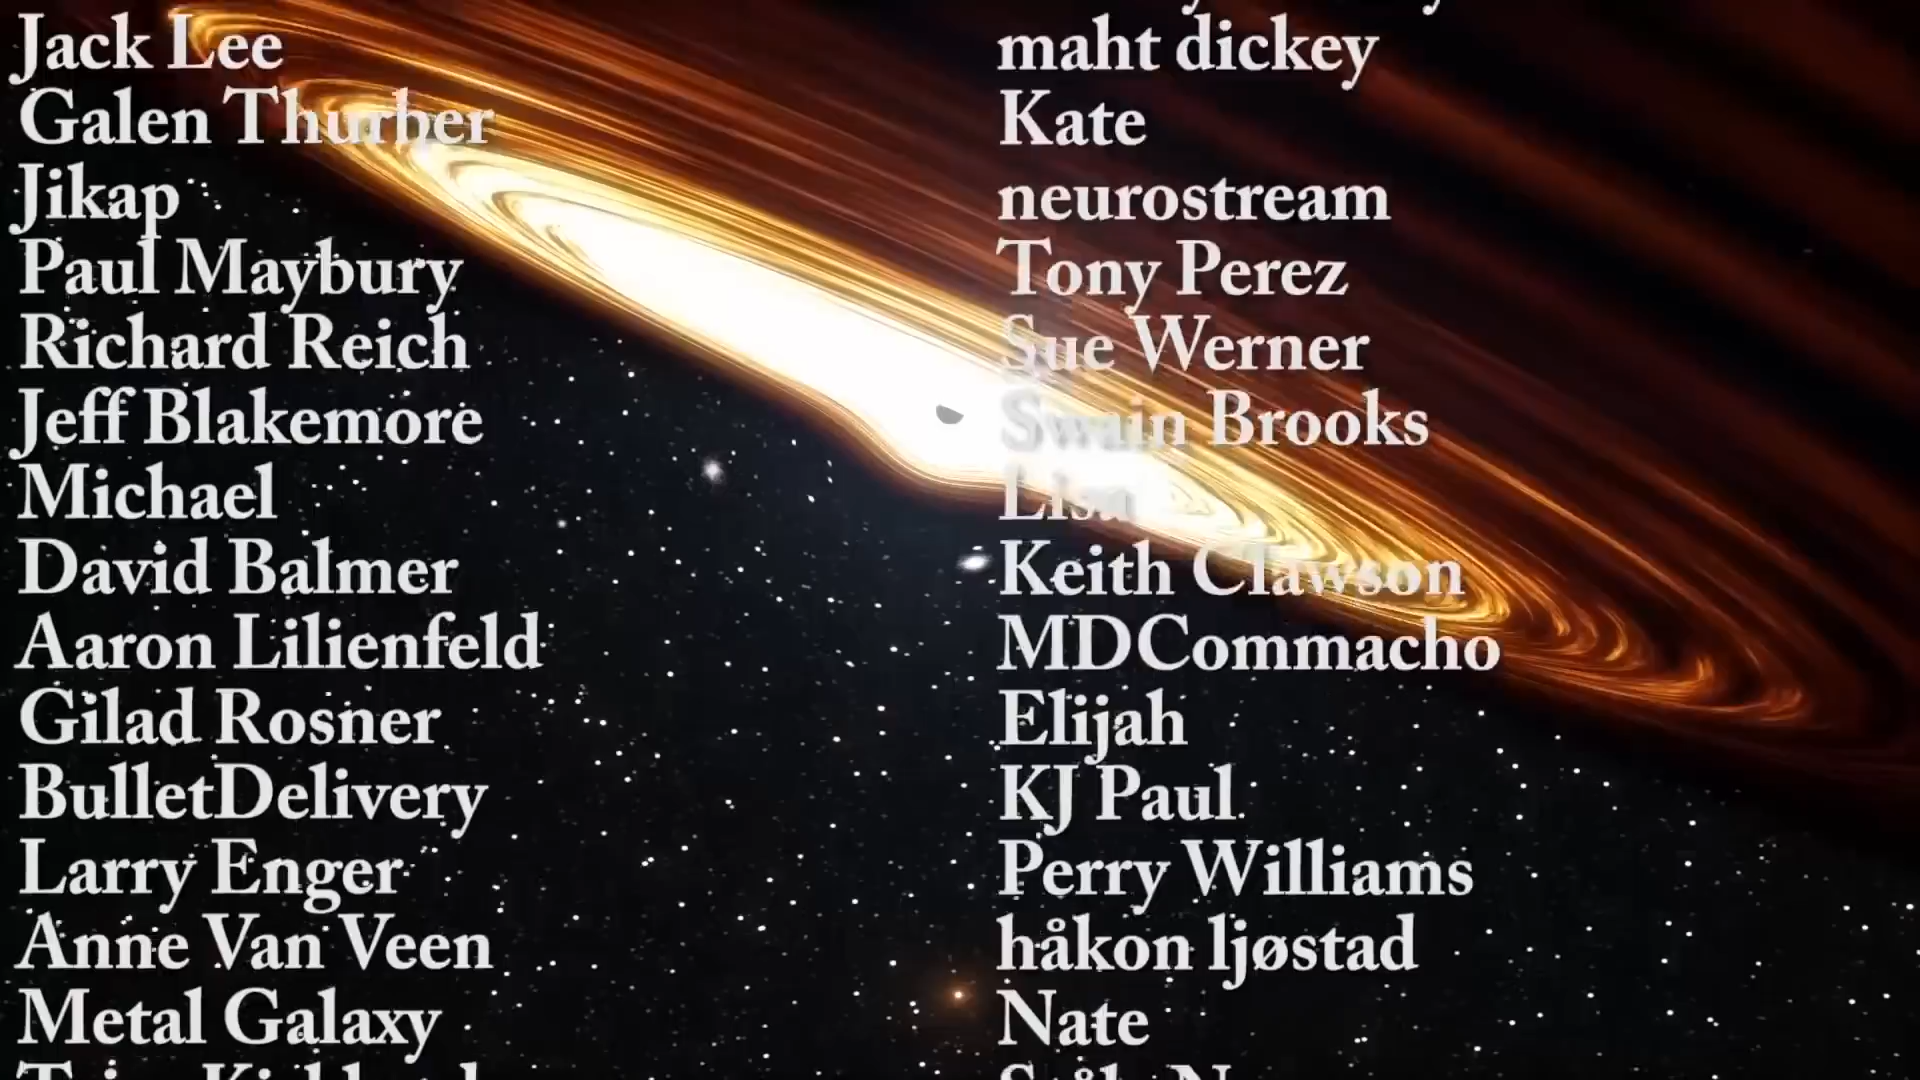 Jack Lee
Galen Thurber
Jikap
Paul Maybury
Richard Reich
Jeff Blakemore
Michael
David Balmer
Aaron Lilienfeld
Gilad Rosner
BulletDelivery
Larry Enger
Anne Van Veen
Metal Galaxy
maht dickey
Kate
neurostream
Tony Perez
Sue Werner
Swain Brooks
Lisa
Keith Clawson
MDCommacho
Elijah
KJ Paul
Perry Williams
håkon ljøstad
Nate